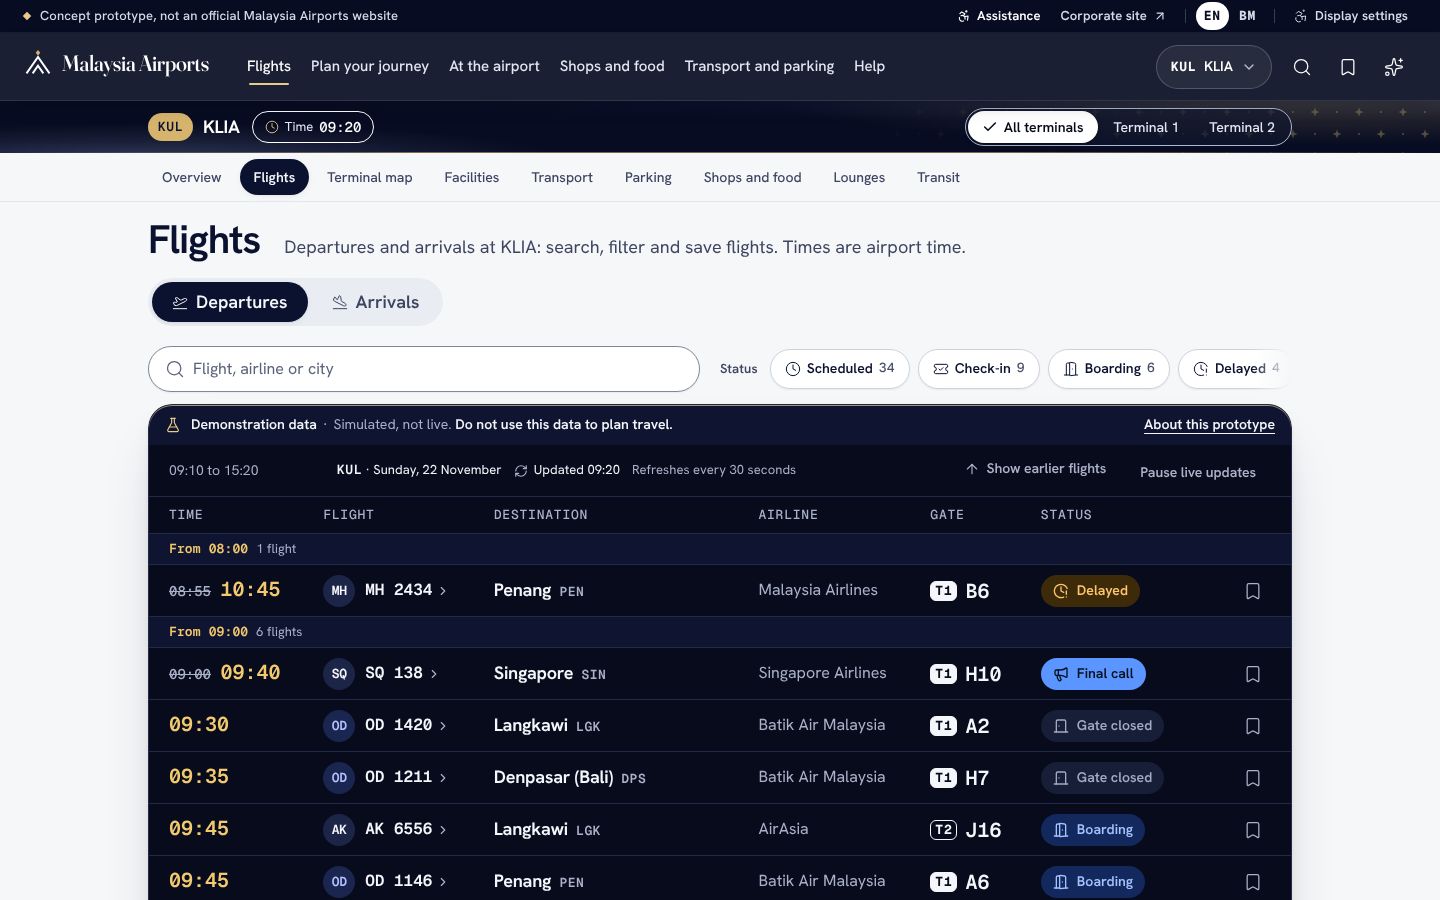 Concept prototype, not an official Malaysia Airports website
Assistance Corporate site EN BM Display settings
Malaysia Airports Flights Plan your journey At the airport Shops and food Transport and parking Help KUL KLIA
KUL KLIA Time 09:20 All terminals Terminal 1 Terminal 2
Overview Flights Terminal map Facilities Transport Parking Shops and food Lounges Transit
Flights Departures and arrivals at KLIA: search, filter and save flights. Times are airport time.
Departures Arrivals
Flight, airline or city Status Scheduled 34 Check-in 9 Boarding 6 Delayed 4
Demonstration data · Simulated, not live. Do not use this data to plan travel. About this prototype
09:10 to 15:20 KUL · Sunday, 22 November Updated 09:20 Refreshes every 30 seconds Show earlier flights Pause live updates
TIME FLIGHT DESTINATION AIRLINE GATE STATUS
From 08:00 1 flight
08:55 10:45 MH MH 2434 Penang PEN Malaysia Airlines T1 B6 Delayed
From 09:00 6 flights
09:00 09:40 SQ SQ 138 Singapore SIN Singapore Airlines T1 H10 Final call
09:30 OD OD 1420 Langkawi LGK Batik Air Malaysia T1 A2 Gate closed
09:35 OD OD 1211 Denpasar (Bali) DPS Batik Air Malaysia T1 H7 Gate closed
09:45 AK AK 6556 Langkawi LGK AirAsia T2 J16 Boarding
09:45 OD OD 1146 Penang PEN Batik Air Malaysia T1 A6 Boarding